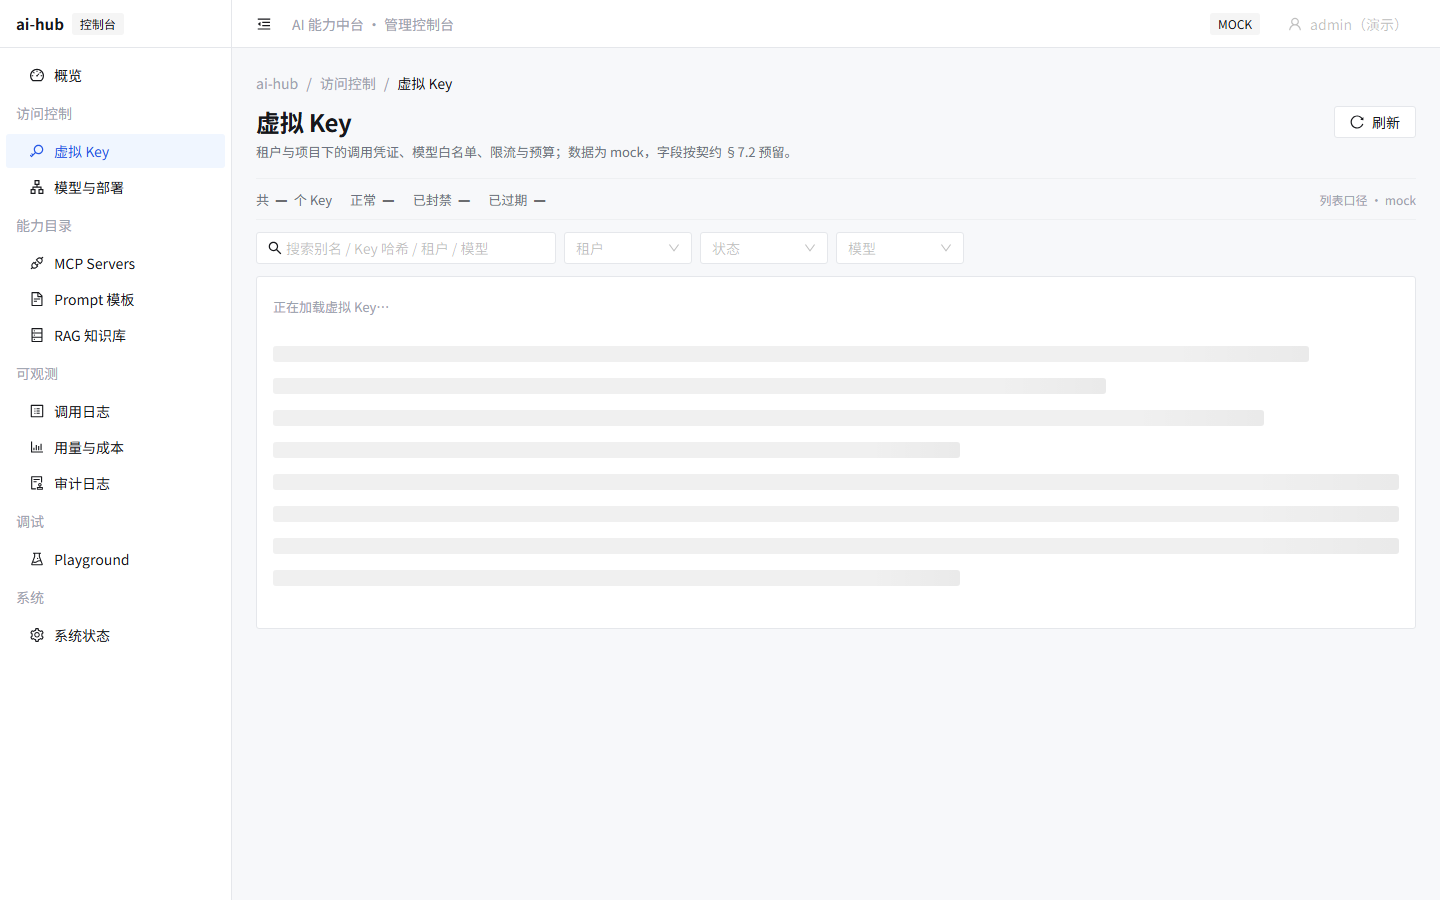 ai-hub 控制台
AI 能力中台 · 管理控制台
MOCK
admin（演示）
概览
访问控制
虚拟 Key
模型与部署
能力目录
MCP Servers
Prompt 模板
RAG 知识库
可观测
调用日志
用量与成本
审计日志
调试
Playground
系统
系统状态
ai-hub / 访问控制 / 虚拟 Key
虚拟 Key
刷新
租户与项目下的调用凭证、模型白名单、限流与预算；数据为 mock，字段按契约 §7.2 预留。
共 — 个 Key 正常 — 已封禁 — 已过期 —
列表口径 · mock
搜索别名 / Key 哈希 / 租户 / 模型
租户
状态
模型
正在加载虚拟 Key…